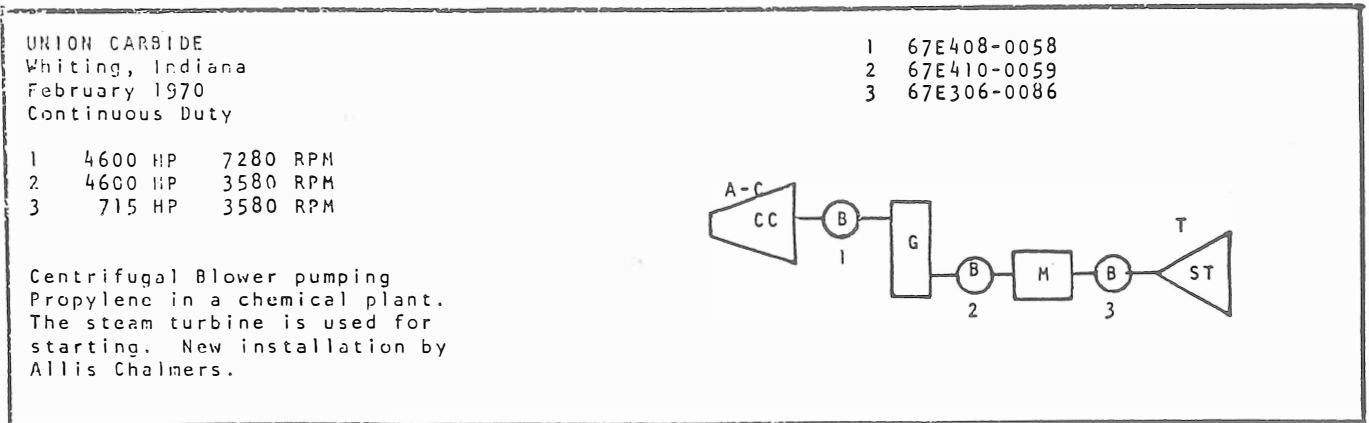 UNION CARBIDE
Whiting, Indiana
February 1970
Continuous Duty
1 4600 HP 7280 RPM
2 4600 HP 3580 RPM
3 715 HP 3580 RPM
Centrifugal Blower pumping
Propylene in a chemical plant.
The steam turbine is used for
starting. New installation by
Allis Chalmers.
1 67E408-0058
2 67E410-0059
3 67E306-0086
A-C
CC
B
1
G
B
2
M
B
3
T
ST